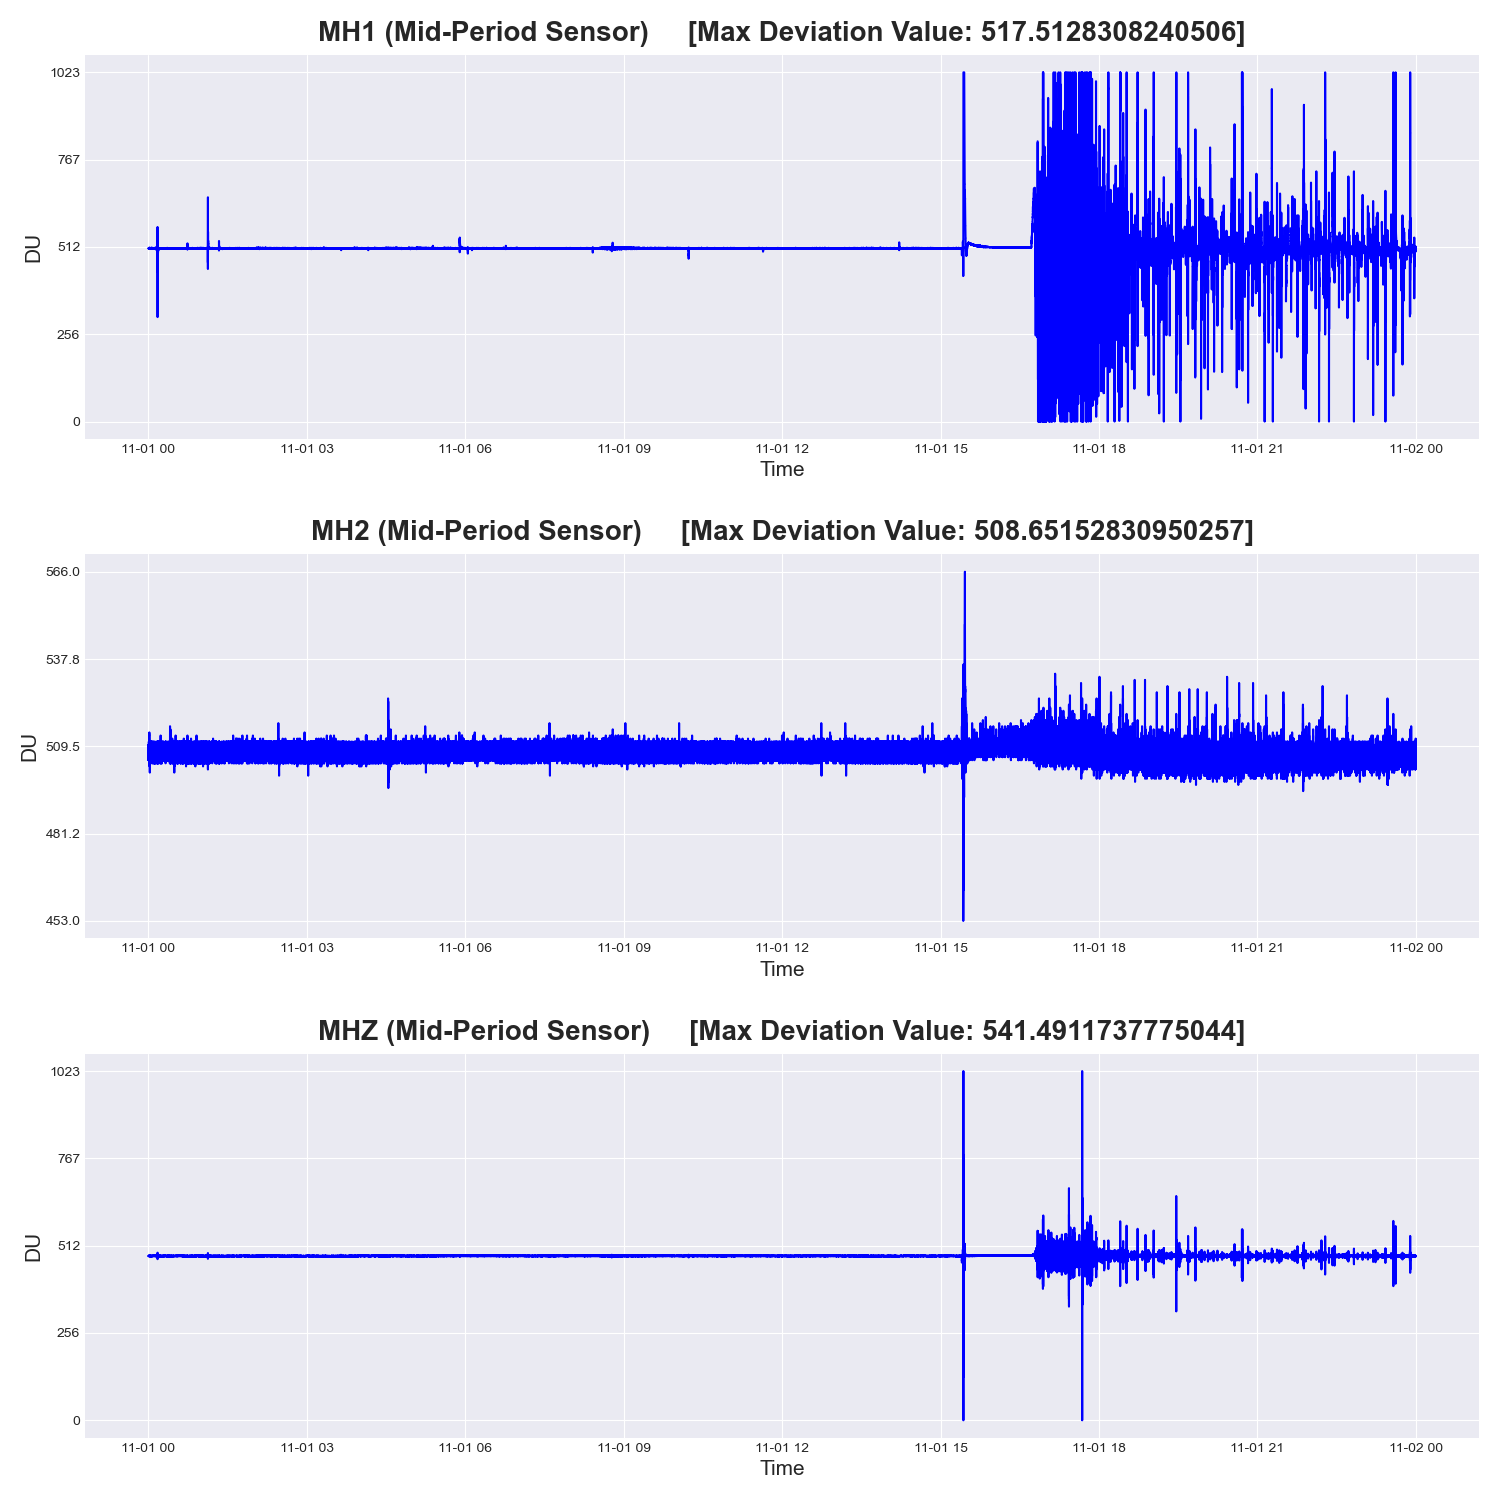 MH1 (Mid-Period Sensor) [Max Deviation Value: 517.5128308240506]
1023
767
512
256
0
DU
11-01 00 11-01 03 11-01 06 11-01 09 11-01 12 11-01 15 11-01 18 11-01 21 11-02 00
Time
MH2 (Mid-Period Sensor) [Max Deviation Value: 508.65152830950257]
566.0
537.8
509.5
481.2
453.0
DU
11-01 00 11-01 03 11-01 06 11-01 09 11-01 12 11-01 15 11-01 18 11-01 21 11-02 00
Time
MHZ (Mid-Period Sensor) [Max Deviation Value: 541.4911737775044]
1023
767
512
256
0
DU
11-01 00 11-01 03 11-01 06 11-01 09 11-01 12 11-01 15 11-01 18 11-01 21 11-02 00
Time